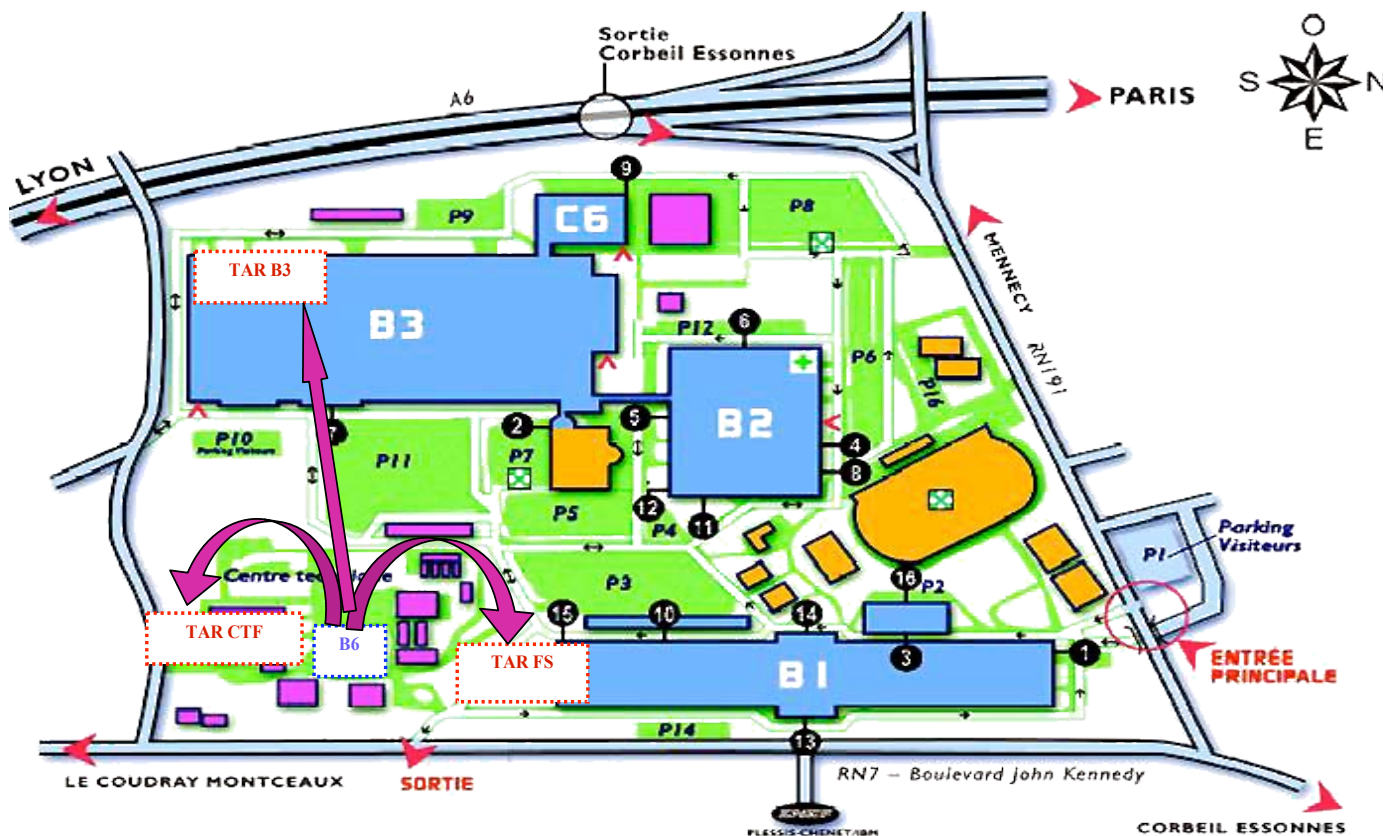 Sortie
Corbeil Essonnes
O
S
N
E
A6
PARIS
LYON
9
C6
P9
P8
TAR B3
MENNECY
B3
P12
6
RN191
P6
P16
B2
5
2
4
P10
Parking Visiteurs
P11
P7
8
12
11
P5
P4
Parking
Visiteurs
P1
Centre
P3
16
P2
15
10
14
TAR CTF
B6
TAR FS
3
1
B1
ENTRÉE
PRINCIPALE
P14
13
LE COUDRAY MONTCEAUX
SORTIE
RN7 – Boulevard John Kennedy
PLESSIS-CHENET/IBM
CORBEIL ESSONNES